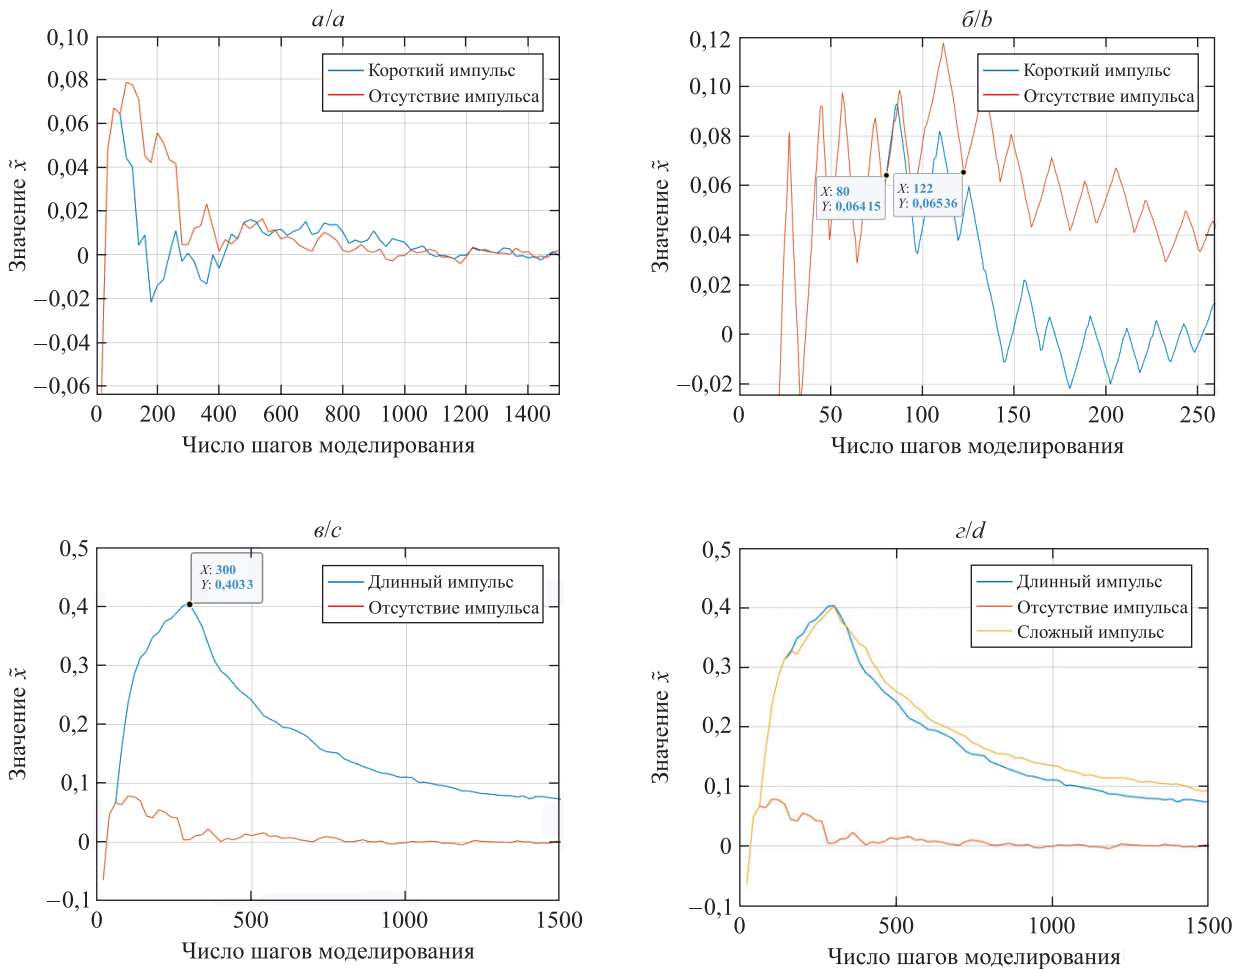 а/a
0,10
0,08
0,06
0,04
0,02
0
−0,02
−0,04
−0,06
Значение x̃
Короткий импульс
Отсутствие импульса
0 200 400 600 800 1000 1200 1400
Число шагов моделирования
б/b
0,12
0,10
0,08
0,06
0,04
0,02
0
−0,02
Значение x̃
Короткий импульс
Отсутствие импульса
X: 80
Y: 0,06415
X: 122
Y: 0,06536
0 50 100 150 200 250
Число шагов моделирования
в/c
0,5
0,4
0,3
0,2
0,1
0
−0,1
Значение x̃
X: 300
Y: 0,4033
Длинный импульс
Отсутствие импульса
0 500 1000 1500
Число шагов моделирования
г/d
0,5
0,4
0,3
0,2
0,1
0
−0,1
Значение x̃
Длинный импульс
Отсутствие импульса
Сложный импульс
0 500 1000 1500
Число шагов моделирования